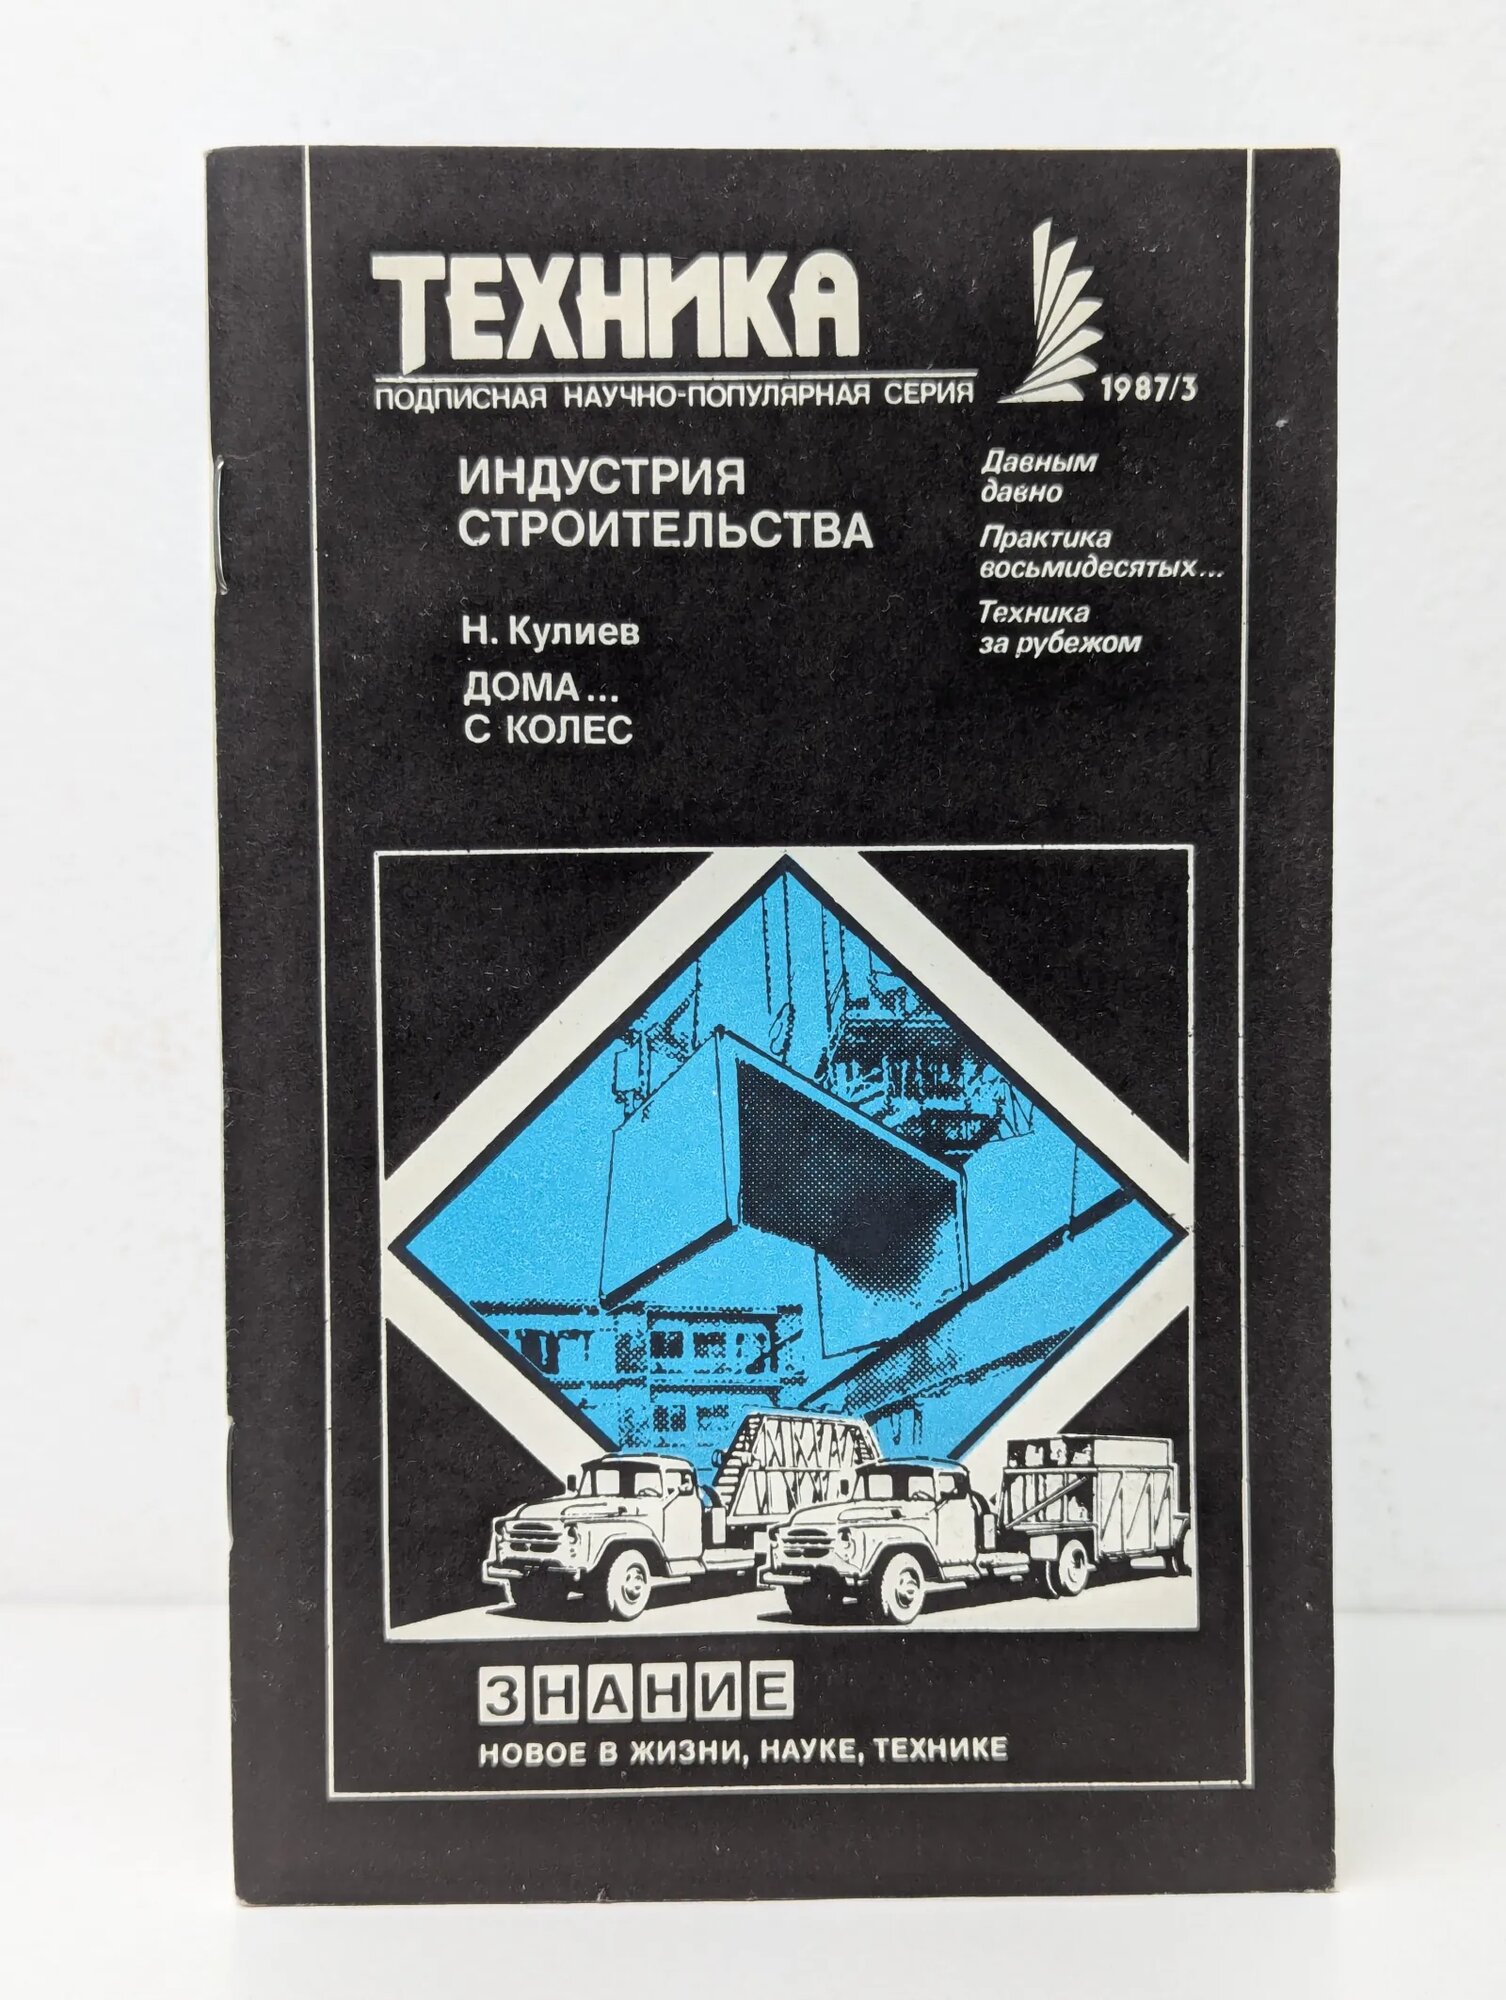 ТЕХНИКА
ПОДПИСНАЯ НАУЧНО-ПОПУЛЯРНАЯ СЕРИЯ
1987/3
ИНДУСТРИЯ
СТРОИТЕЛЬСТВА
Н. Кулиев
ДОМА...
С КОЛЕС
Давным
давно
Практика
восьмидесятых...
Техника
за рубежом
ЗНАНИЕ
НОВОЕ В ЖИЗНИ, НАУКЕ, ТЕХНИКЕ